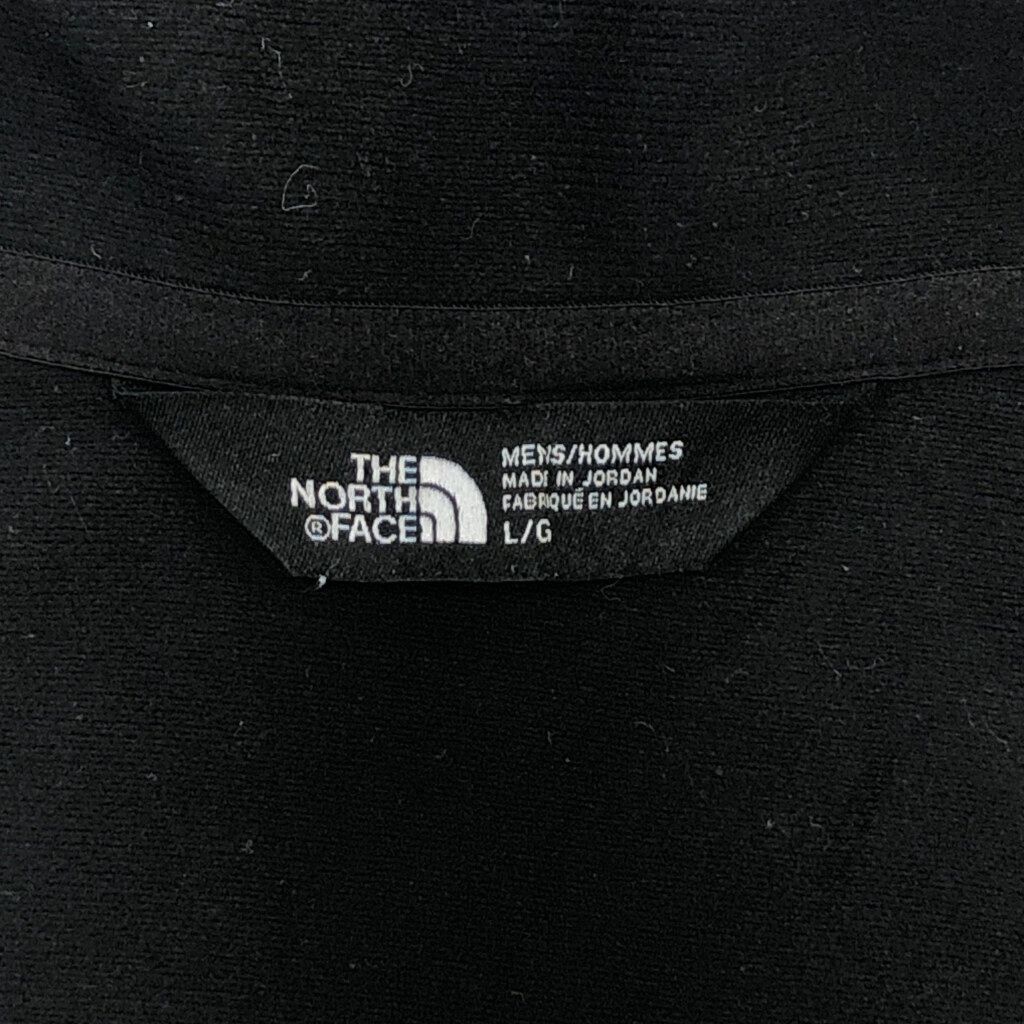 THE
NORTH
®FACE
MENS/HOMMES
MADE IN JORDAN
FABRIQUÉ EN JORDANIE
L/G